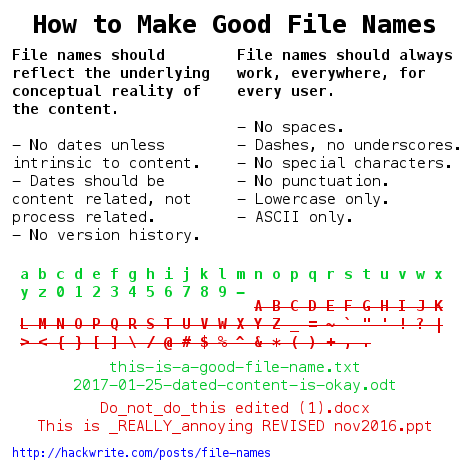 How to Make Good File Names
File names should
reflect the underlying
conceptual reality of
the content.
– No dates unless
intrinsic to content.
– Dates should be
content related, not
process related.
– No version history.
File names should always
work, everywhere, for
every user.
– No spaces.
– Dashes, no underscores.
– No special characters.
– No punctuation.
– Lowercase only.
– ASCII only.
a b c d e f g h i j k l m n o p q r s t u v w x
y z 0 1 2 3 4 5 6 7 8 9 –
A B C D E F G H I J K
L M N O P Q R S T U V W X Y Z _ = ~ ` " ' ! ? |
> < { } [ ] \ / @ # $ % ^ & * ( ) + , .
this-is-a-good-file-name.txt
2017-01-25-dated-content-is-okay.odt
Do_not_do_this edited (1).docx
This is _REALLY_annoying REVISED nov2016.ppt
http://hackwrite.com/posts/file-names